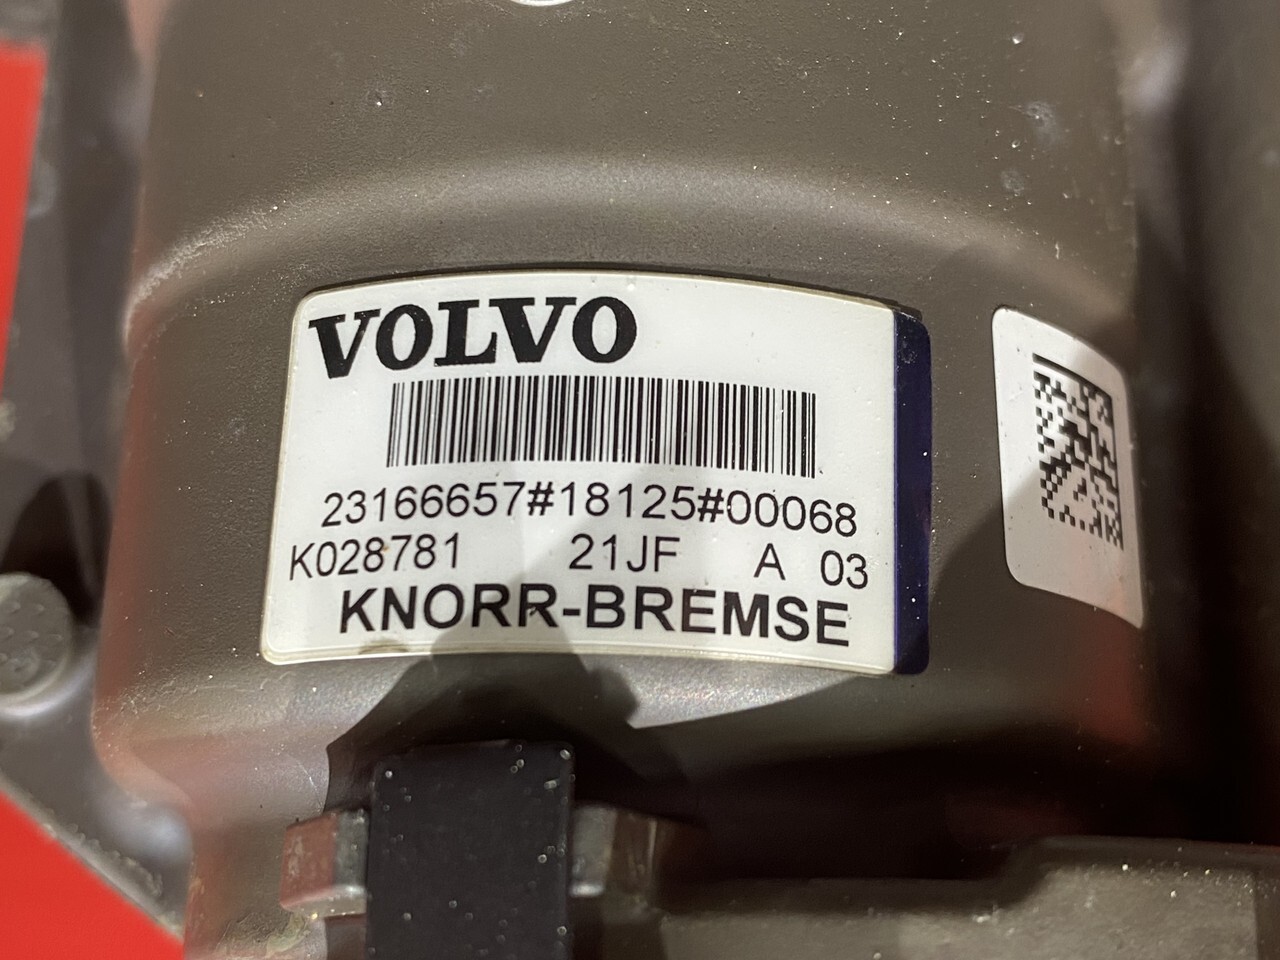 VOLVO
23166657#18125#00068
K028781 21JF A 03
KNORR-BREMSE